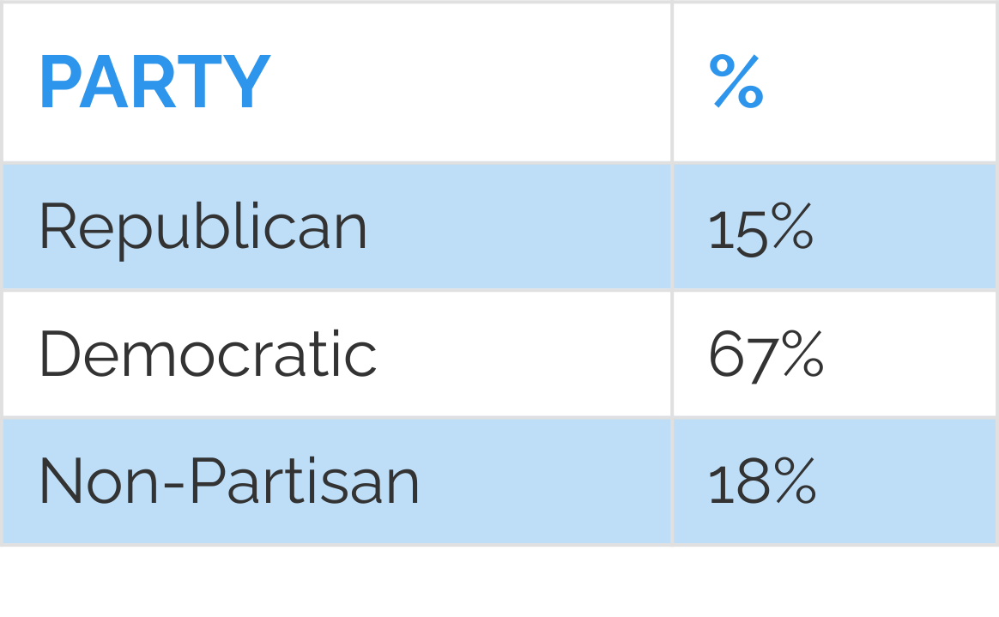 PARTY %
Republican 15%
Democratic 67%
Non-Partisan 18%